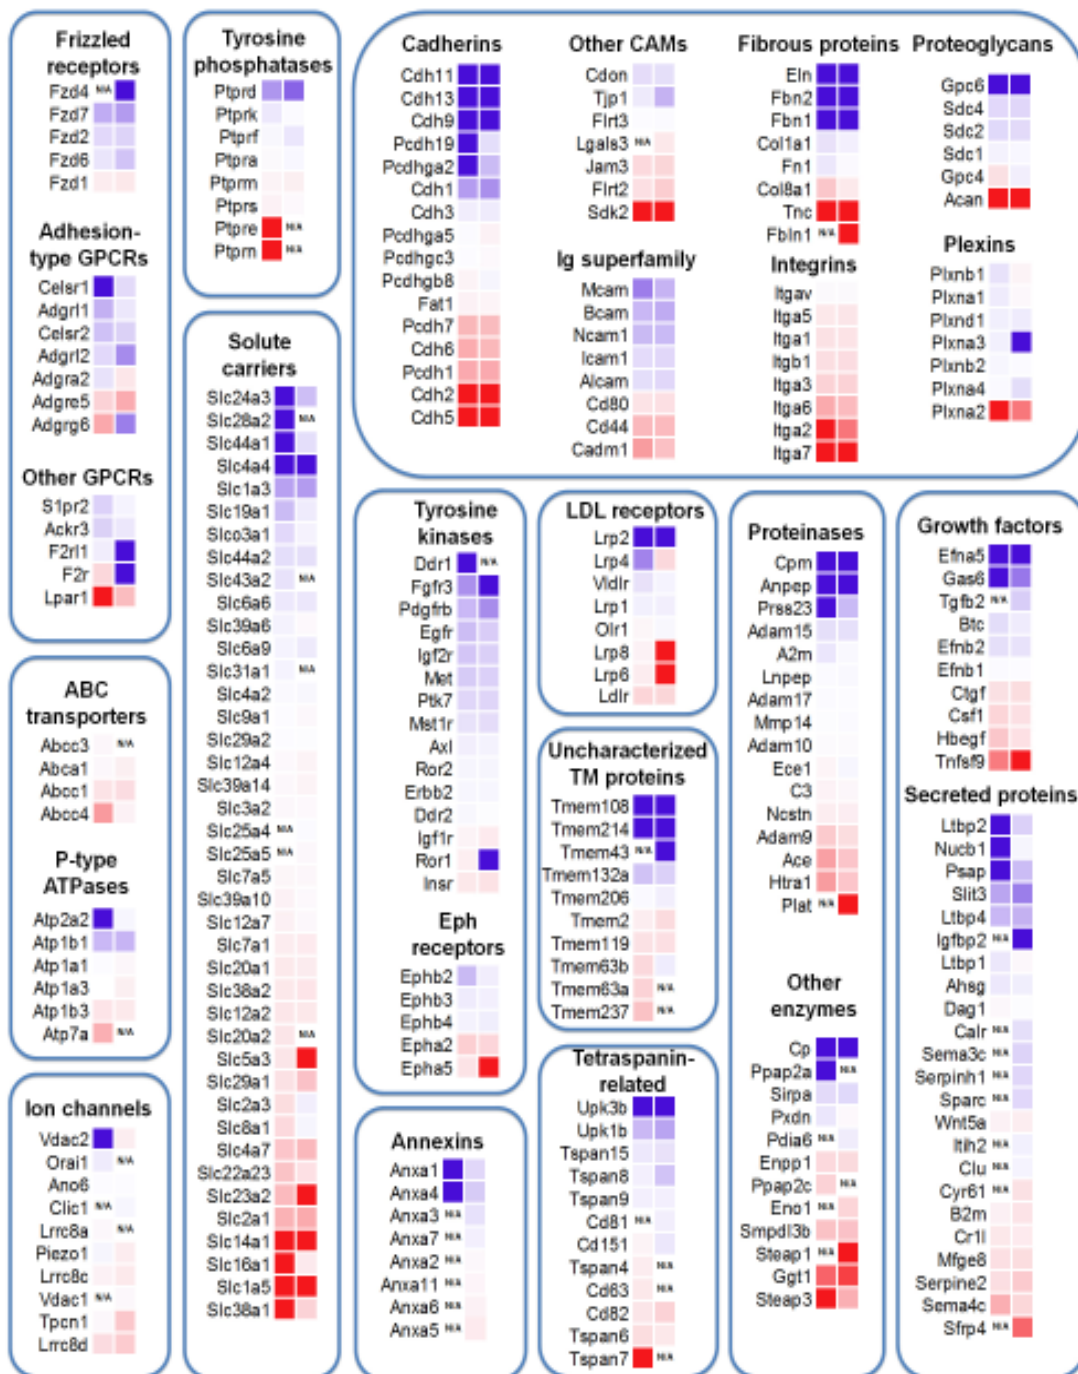 Frizzled
receptors
Fzd4 N/A
Fzd7
Fzd2
Fzd6
Fzd1
Adhesion-
type GPCRs
Celsr1
Adgrl1
Celsr2
Adgrl2
Adgra2
Adgre5
Adgrg6
Other GPCRs
S1pr2
Ackr3
F2rl1
F2r
Lpar1
ABC
transporters
Abcc3 N/A
Abca1
Abcc1
Abcc4
P-type
ATPases
Atp2a2
Atp1b1
Atp1a1
Atp1a3
Atp1b3
Atp7a N/A
Ion channels
Vdac2
Orai1 N/A
Ano6
Clic1 N/A
Lrrc8a N/A
Piezo1
Lrrc8c
Vdac1 N/A
Tpcn1
Lrrc8d
Tyrosine
phosphatases
Ptprd
Ptprk
Ptprf
Ptpra
Ptprm
Ptprs
Ptpre N/A
Ptprn N/A
Solute
carriers
Slc24a3
Slc28a2 N/A
Slc44a1
Slc4a4
Slc1a3
Slc19a1
Slco3a1
Slc44a2
Slc43a2 N/A
Slc6a6
Slc39a6
Slc6a9
Slc31a1 N/A
Slc4a2
Slc9a1
Slc29a2
Slc12a4
Slc39a14
Slc3a2
Slc25a4 N/A
Slc25a5 N/A
Slc7a5
Slc39a10
Slc12a7
Slc7a1
Slc20a1
Slc38a2
Slc12a2
Slc20a2 N/A
Slc5a3
Slc29a1
Slc2a3
Slc8a1
Slc4a7
Slc22a23
Slc23a2
Slc2a1
Slc14a1
Slc16a1
Slc1a5
Slc38a1
Cadherins
Cdh11
Cdh13
Cdh9
Pcdh19
Pcdhga2
Cdh1
Cdh3
Pcdhga5
Pcdhgc3
Pcdhgb8
Fat1
Pcdh7
Cdh6
Pcdh1
Cdh2
Cdh5
Other CAMs
Cdon
Tjp1
Flrt3
Lgals3 N/A
Jam3
Flrt2
Sdk2
Ig superfamily
Mcam
Bcam
Ncam1
Icam1
Alcam
Cd80
Cd44
Cadm1
Fibrous proteins
Eln
Fbn2
Fbn1
Col1a1
Fn1
Col8a1
Tnc
Fbln1 N/A
Integrins
Itgav
Itga5
Itga1
Itgb1
Itga3
Itga6
Itga2
Itga7
Proteoglycans
Gpc6
Sdc4
Sdc2
Sdc1
Gpc4
Acan
Plexins
Plxnb1
Plxna1
Plxnd1
Plxna3
Plxnb2
Plxna4
Plxna2
Tyrosine
kinases
Ddr1 N/A
Fgfr3
Pdgfrb
Egfr
Igf2r
Met
Ptk7
Mst1r
Axl
Ror2
Erbb2
Ddr2
Igf1r
Ror1
Insr
Eph
receptors
Ephb2
Ephb3
Ephb4
Epha2
Epha5
Annexins
Anxa1
Anxa4
Anxa3 N/A
Anxa7 N/A
Anxa2 N/A
Anxa11 N/A
Anxa6 N/A
Anxa5 N/A
LDL receptors
Lrp2
Lrp4
Vldlr
Lrp1
Olr1
Lrp8
Lrp6
Ldlr
Uncharacterized
TM proteins
Tmem108
Tmem214
Tmem43 N/A
Tmem132a
Tmem206
Tmem2
Tmem119
Tmem63b
Tmem63a N/A
Tmem237 N/A
Tetraspanin-
related
Upk3b
Upk1b
Tspan15
Tspan8
Tspan9
Cd81 N/A
Cd151
Tspan4 N/A
Cd63 N/A
Cd82
Tspan6
Tspan7 N/A
Proteinases
Cpm
Anpep
Prss23
Adam15
A2m
Lnpep
Adam17
Mmp14
Adam10
Ece1
C3
Ncstn
Adam9
Ace
Htra1
Plat N/A
Other
enzymes
Cp
Ppap2a N/A
Sirpa
Pxdn
Pdia6 N/A
Enpp1
Ppap2c N/A
Eno1 N/A
Smpdl3b
Steap1 N/A
Ggt1
Steap3
Growth factors
Efna5
Gas6
Tgfb2 N/A
Btc
Efnb2
Efnb1
Ctgf
Csf1
Hbegf
Tnfsf9
Secreted proteins
Ltbp2
Nucb1
Psap
Slit3
Ltbp4
Igfbp2 N/A
Ltbp1
Ahsg
Dag1
Calr N/A
Sema3c N/A
Serpinh1 N/A
Sparc N/A
Wnt5a
Itih2 N/A
Clu N/A
Cyr61 N/A
B2m
Cr1l
Mfge8
Serpine2
Sema4c
Sfrp4 N/A